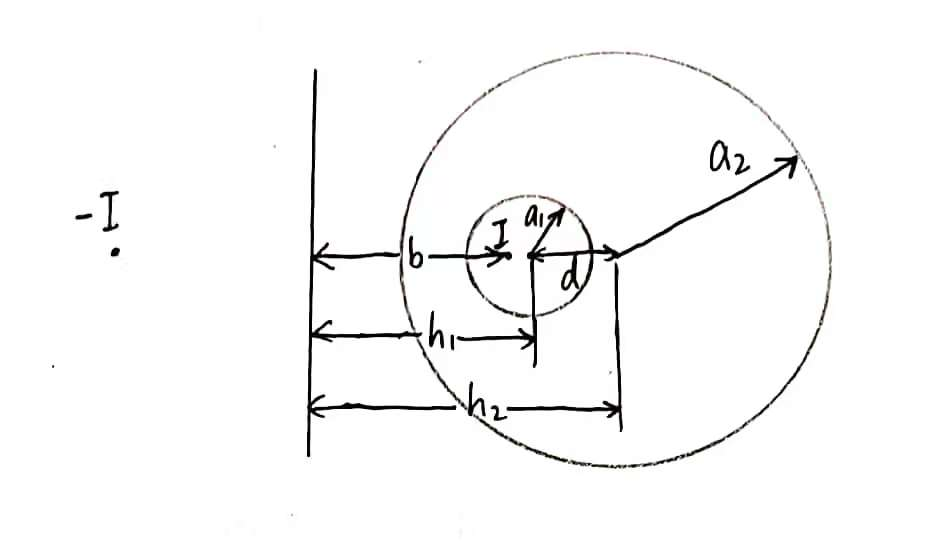 a₂
-I
a₁
I
b
d
h₁
h₂